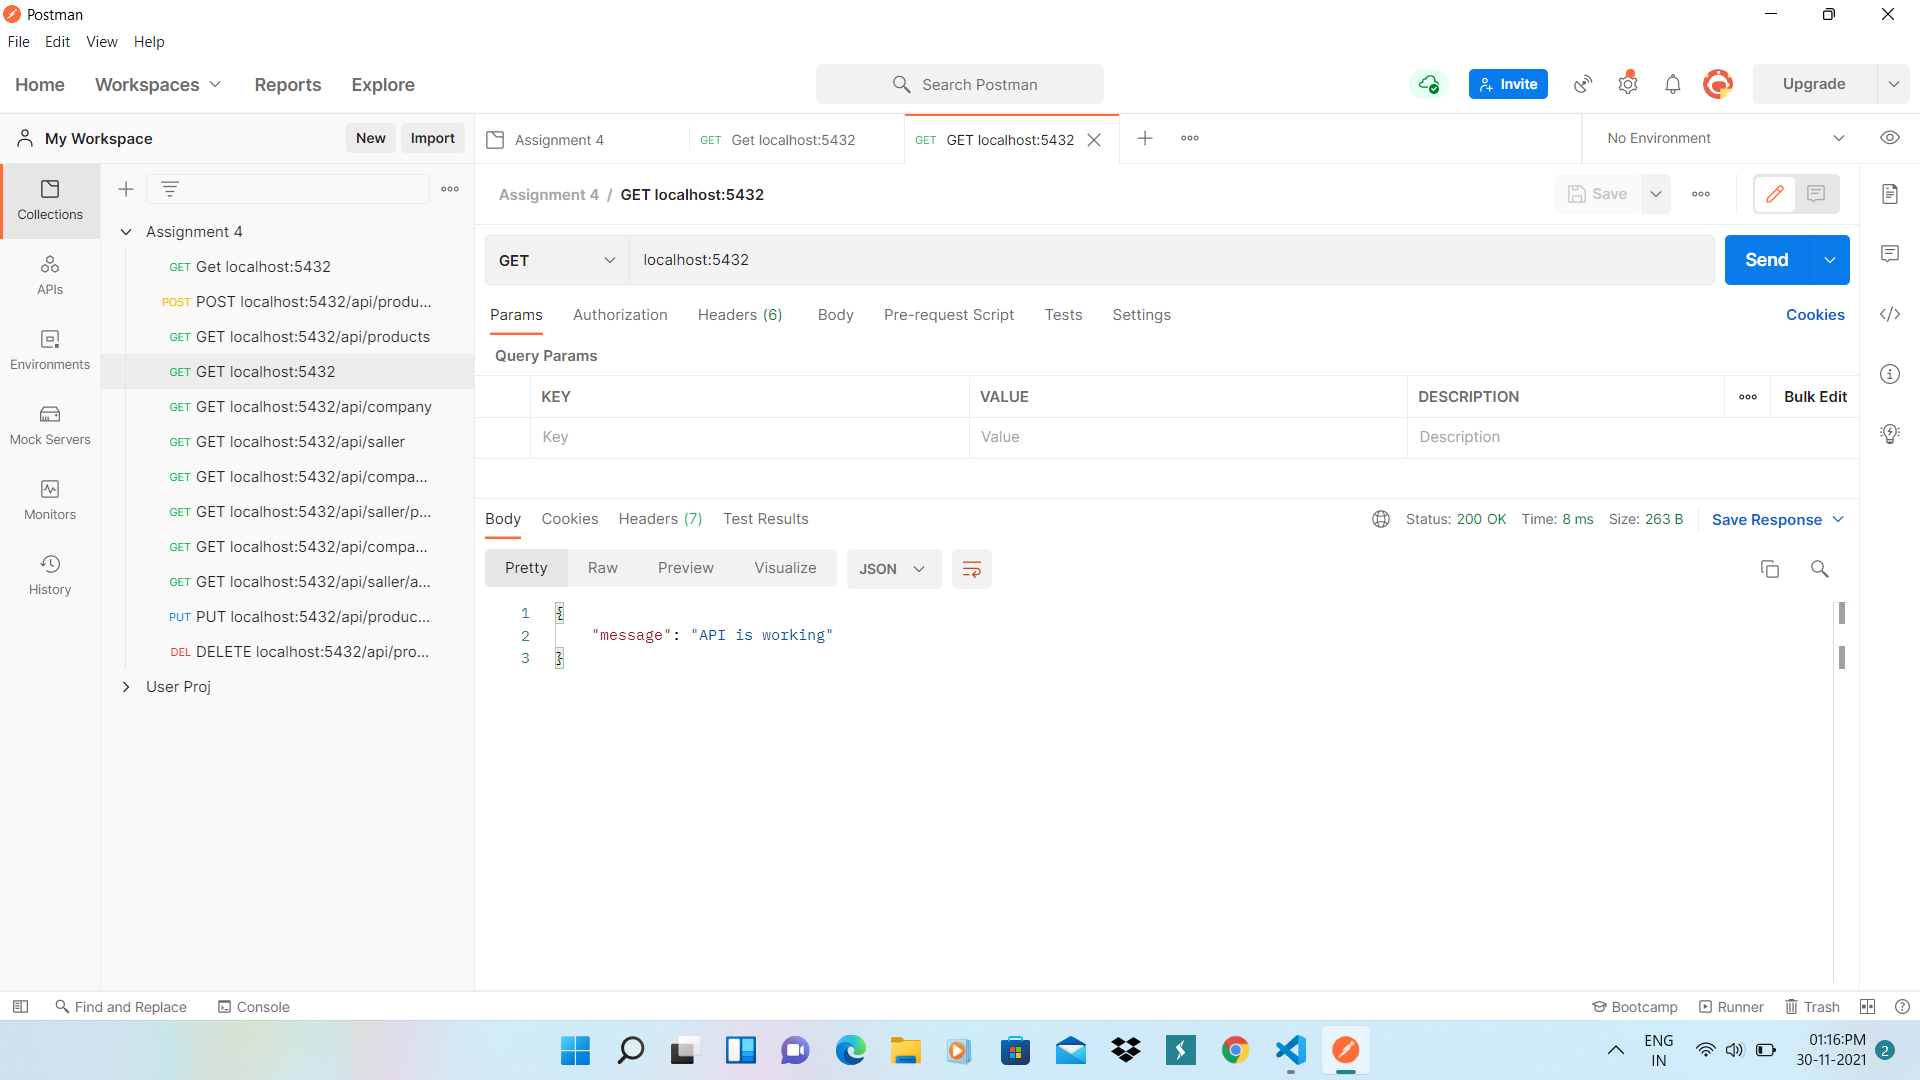 Postman
File Edit View Help
Home Workspaces Reports Explore Search Postman Invite Upgrade
My Workspace New Import Assignment 4 GET Get localhost:5432 GET GET localhost:5432 No Environment
Collections
APIs
Environments
Mock Servers
Monitors
History
Assignment 4
GET Get localhost:5432
POST POST localhost:5432/api/produ...
GET GET localhost:5432/api/products
GET GET localhost:5432
GET GET localhost:5432/api/company
GET GET localhost:5432/api/saller
GET GET localhost:5432/api/compa...
GET GET localhost:5432/api/saller/p...
GET GET localhost:5432/api/compa...
GET GET localhost:5432/api/saller/a...
PUT PUT localhost:5432/api/produc...
DEL DELETE localhost:5432/api/pro...
User Proj
Assignment 4 / GET localhost:5432 Save
GET localhost:5432 Send
Params Authorization Headers (6) Body Pre-request Script Tests Settings Cookies
Query Params
KEY VALUE DESCRIPTION Bulk Edit
Key Value Description
Body Cookies Headers (7) Test Results Status: 200 OK Time: 8 ms Size: 263 B Save Response
Pretty Raw Preview Visualize JSON
1 {
2 "message": "API is working"
3 }
Find and Replace Console Bootcamp Runner Trash
ENG
IN
01:16:PM
30-11-2021
2